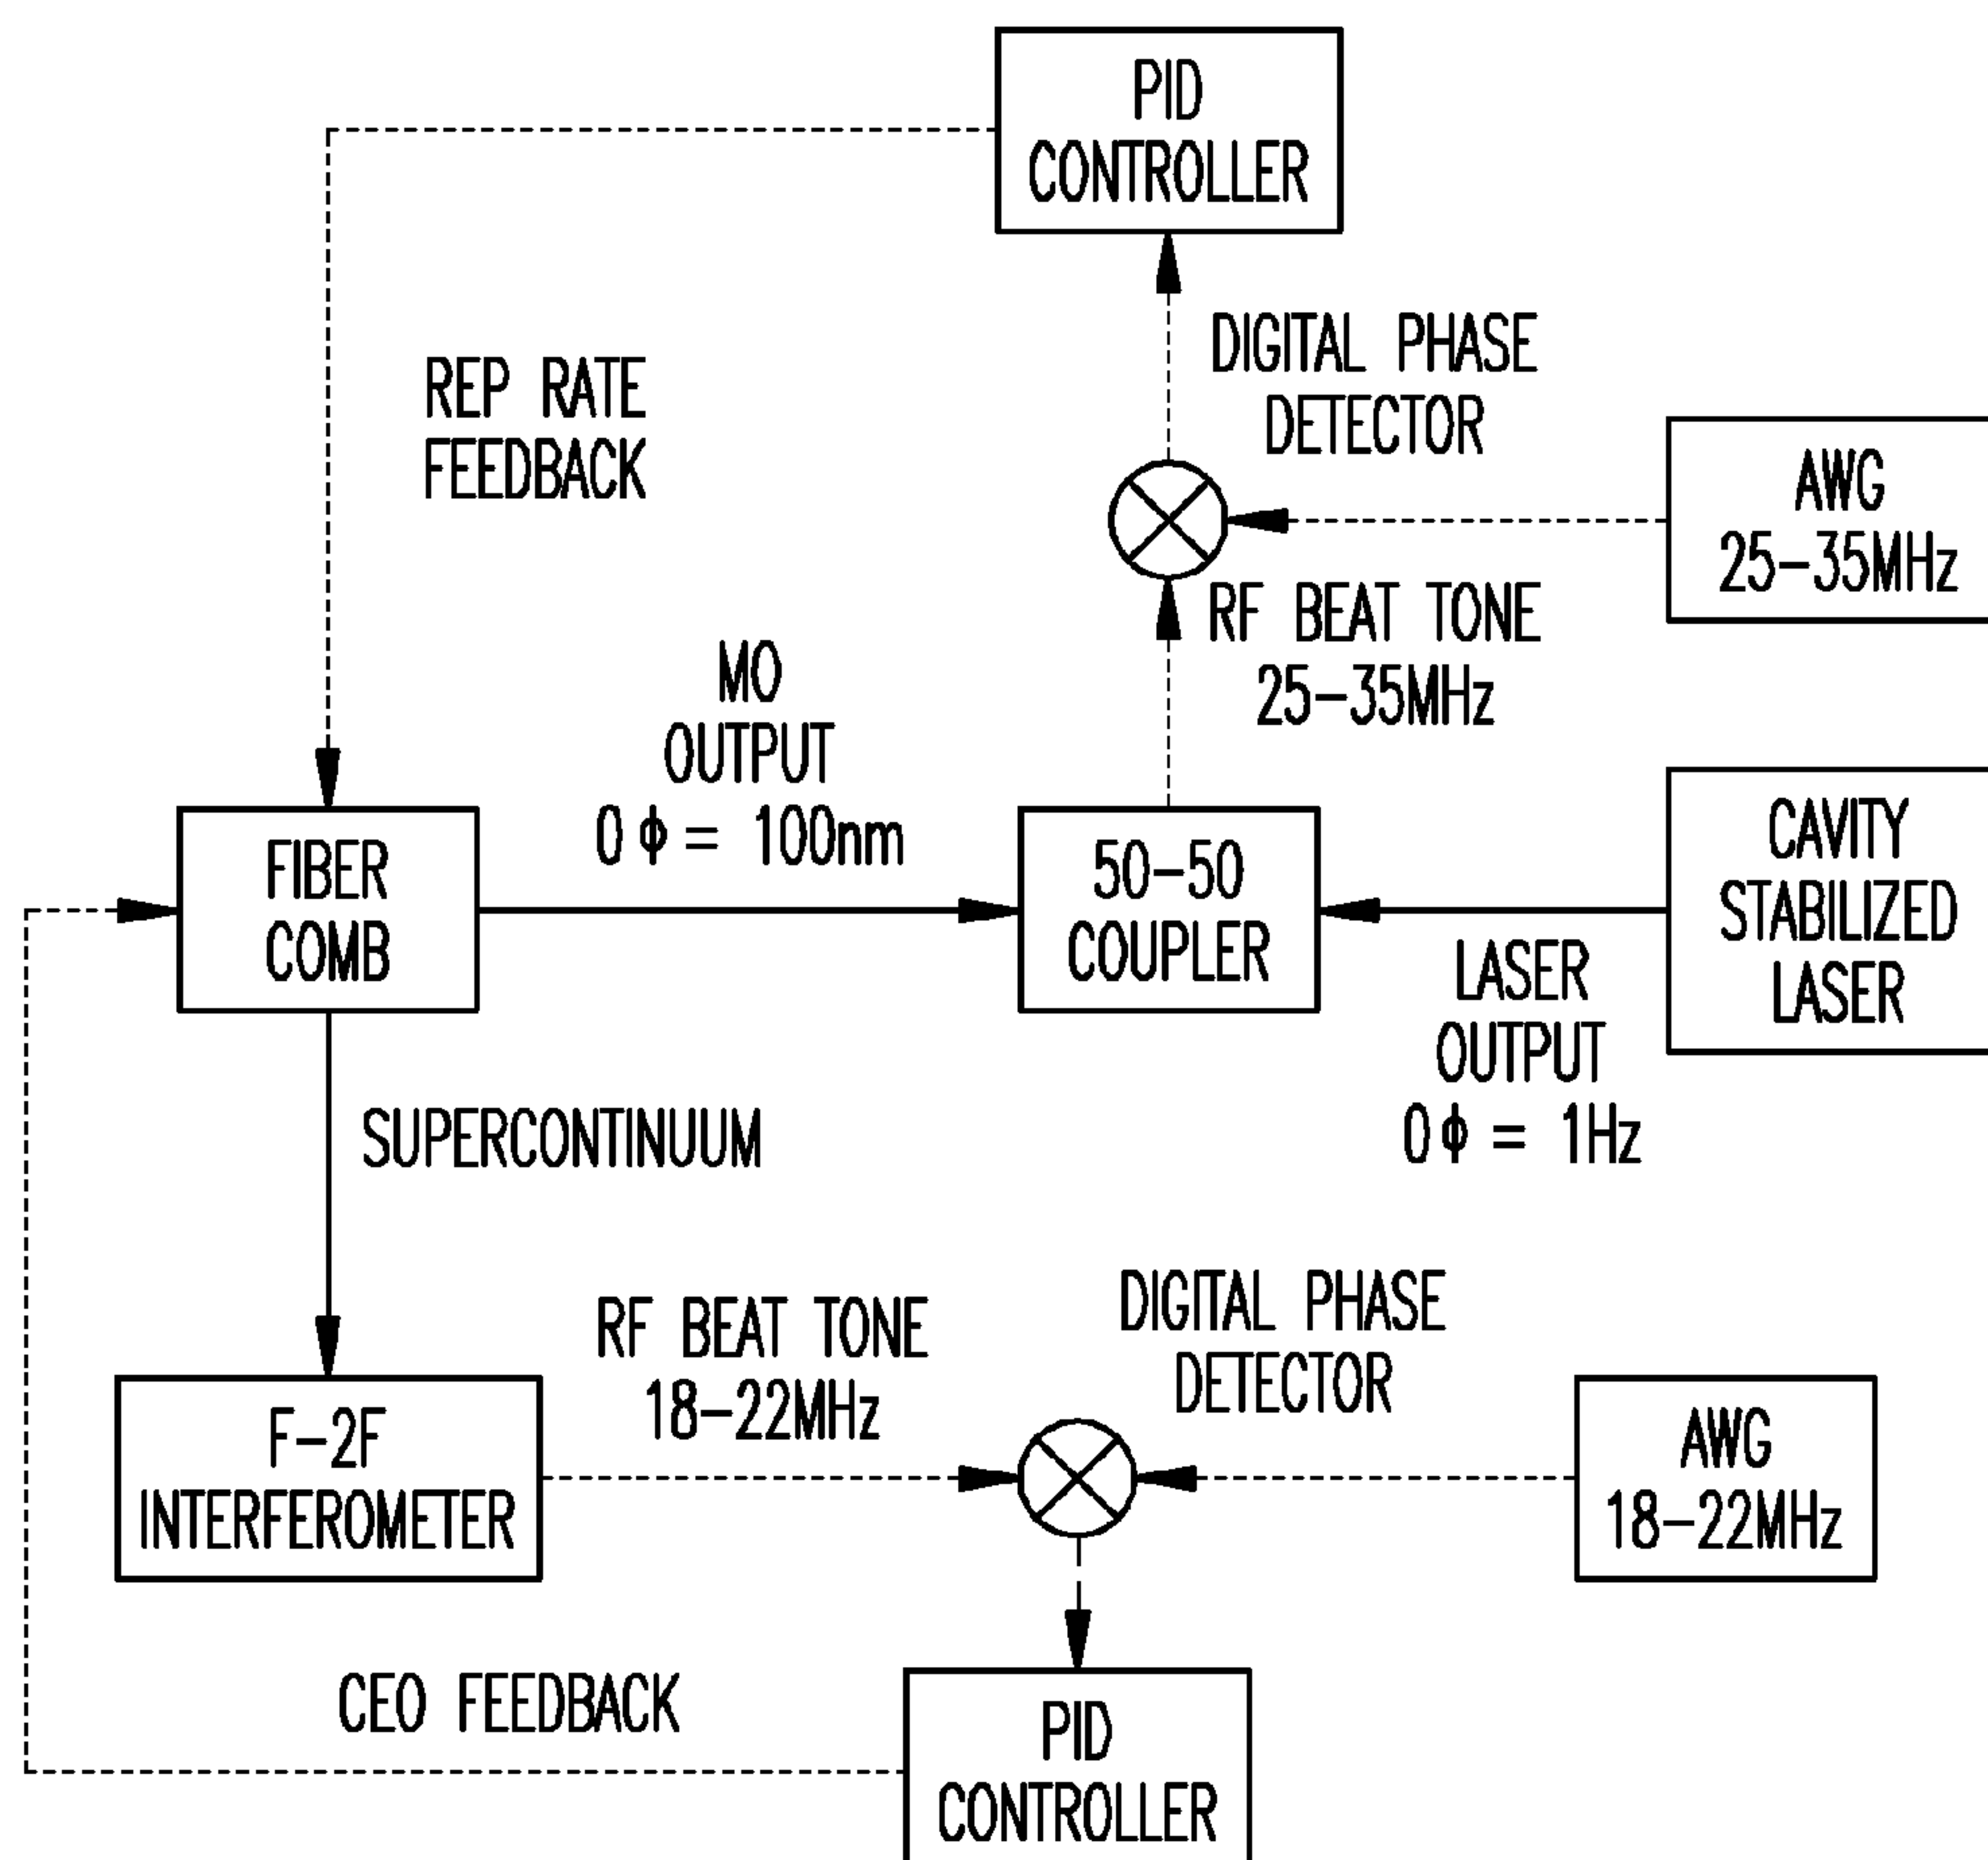 PID
CONTROLLER
REP RATE
FEEDBACK
DIGITAL PHASE
DETECTOR
AWG
25-35MHz
RF BEAT TONE
25-35MHz
MO
OUTPUT
0 ϕ = 100nm
FIBER
COMB
50-50
COUPLER
CAVITY
STABILIZED
LASER
LASER
OUTPUT
0 ϕ = 1Hz
SUPERCONTINUUM
F-2F
INTERFEROMETER
RF BEAT TONE
18-22MHz
DIGITAL PHASE
DETECTOR
AWG
18-22MHz
CEO FEEDBACK
PID
CONTROLLER